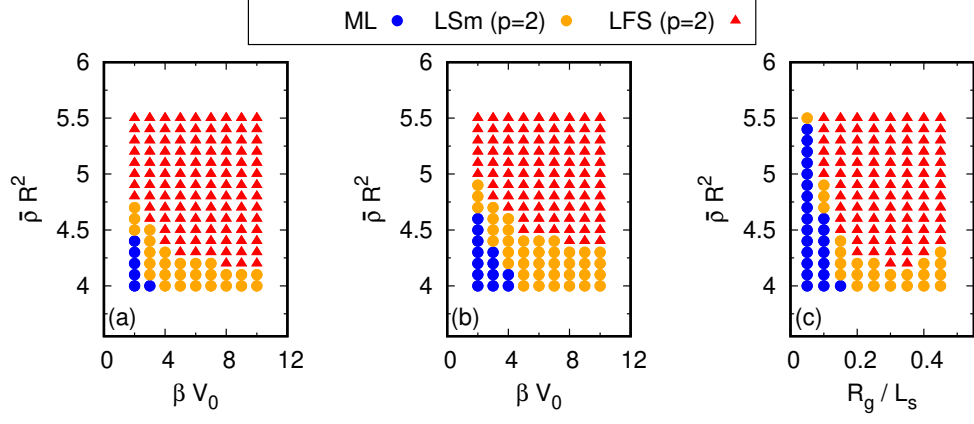 ML LSm (p=2) LFS (p=2)
6
5.5
5
4.5
4
ρ̄ R²
(a)
0 4 8 12
β V₀
6
5.5
5
4.5
4
ρ̄ R²
(b)
0 4 8 12
β V₀
6
5.5
5
4.5
4
ρ̄ R²
(c)
0 0.2 0.4
R_g / L_s